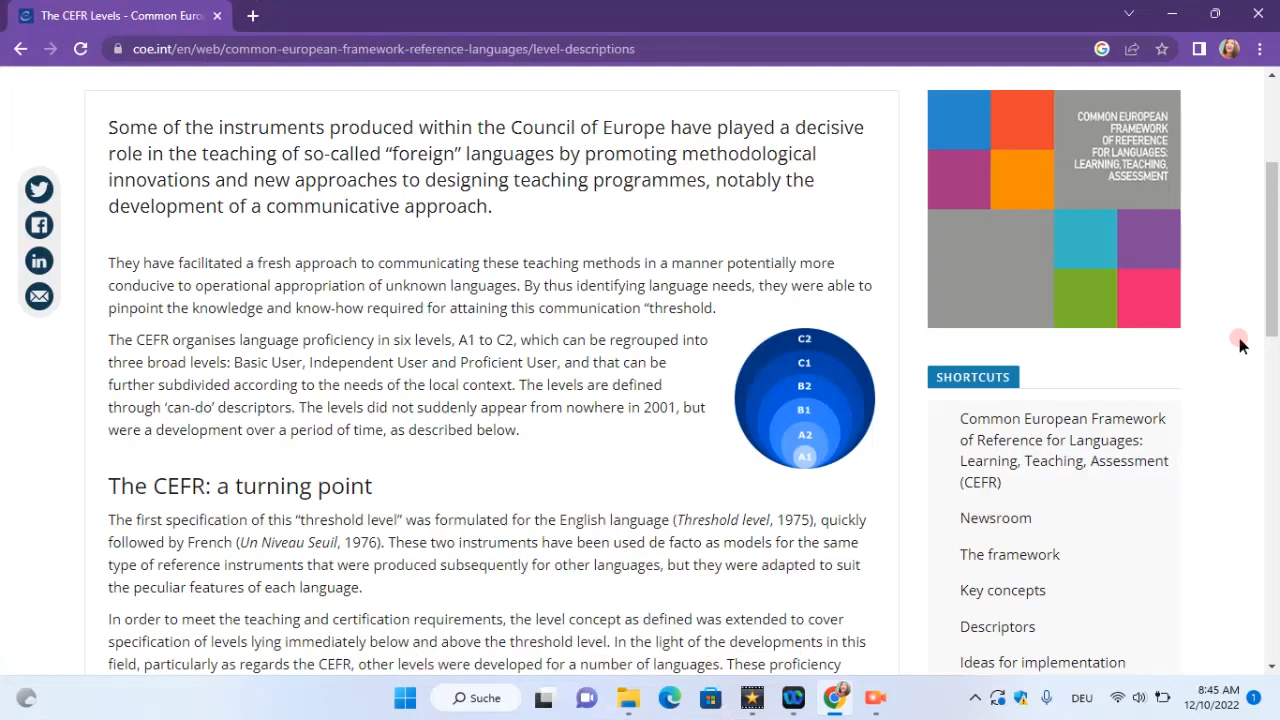 The CEFR Levels - Common Euro
coe.int/en/web/common-european-framework-reference-languages/level-descriptions
Some of the instruments produced within the Council of Europe have played a decisive
role in the teaching of so-called “foreign” languages by promoting methodological
innovations and new approaches to designing teaching programmes, notably the
development of a communicative approach.
They have facilitated a fresh approach to communicating these teaching methods in a manner potentially more
conducive to operational appropriation of unknown languages. By thus identifying language needs, they were able to
pinpoint the knowledge and know-how required for attaining this communication “threshold.
The CEFR organises language proficiency in six levels, A1 to C2, which can be regrouped into
three broad levels: Basic User, Independent User and Proficient User, and that can be
further subdivided according to the needs of the local context. The levels are defined
through ‘can-do’ descriptors. The levels did not suddenly appear from nowhere in 2001, but
were a development over a period of time, as described below.
C2
C1
B2
B1
A2
A1
The CEFR: a turning point
The first specification of this “threshold level” was formulated for the English language (Threshold level, 1975), quickly
followed by French (Un Niveau Seuil, 1976). These two instruments have been used de facto as models for the same
type of reference instruments that were produced subsequently for other languages, but they were adapted to suit
the peculiar features of each language.
In order to meet the teaching and certification requirements, the level concept as defined was extended to cover
specification of levels lying immediately below and above the threshold level. In the light of the developments in this
field, particularly as regards the CEFR, other levels were developed for a number of languages. These proficiency
COMMON EUROPEAN
FRAMEWORK
OF REFERENCE
FOR LANGUAGES:
LEARNING, TEACHING,
ASSESSMENT
SHORTCUTS
Common European Framework
of Reference for Languages:
Learning, Teaching, Assessment
(CEFR)
Newsroom
The framework
Key concepts
Descriptors
Ideas for implementation
Suche
DEU
8:45 AM
12/10/2022
1